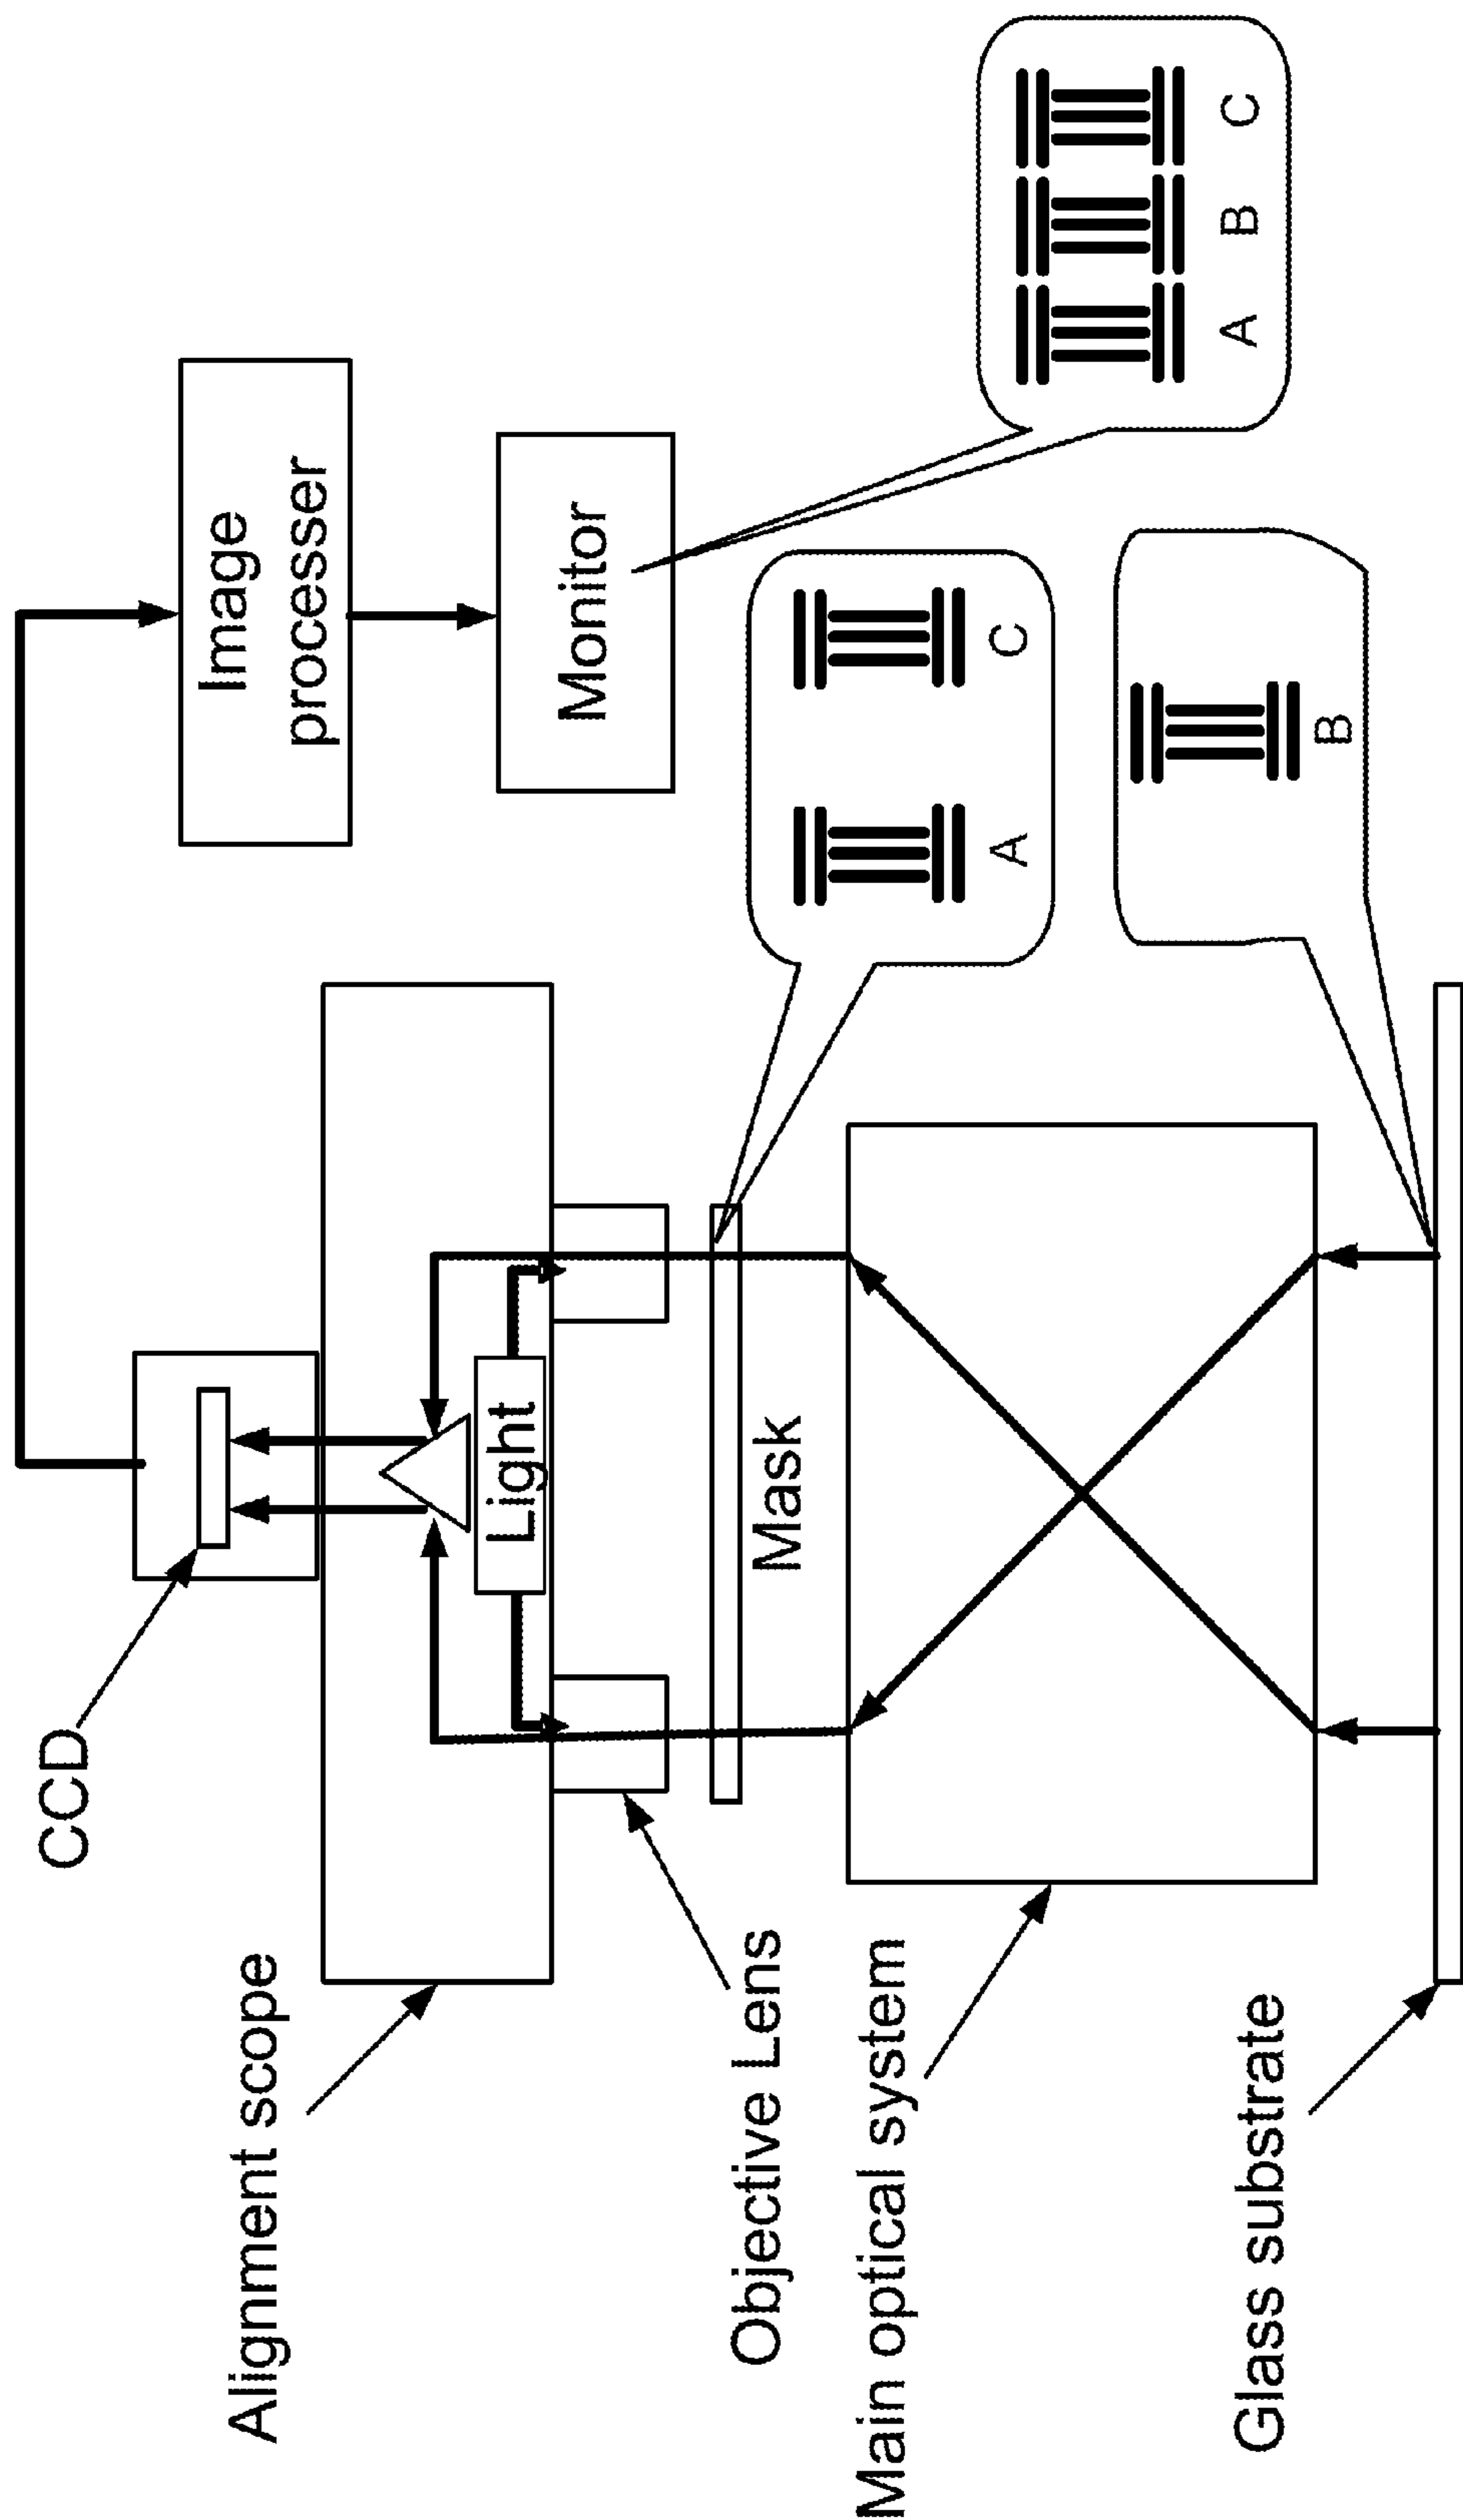 CCD
Alignment scope
Image
processer
Light
Monitor
Objective Lens
Mask
Main optical system
A
C
A
B
C
B
Glass substrate